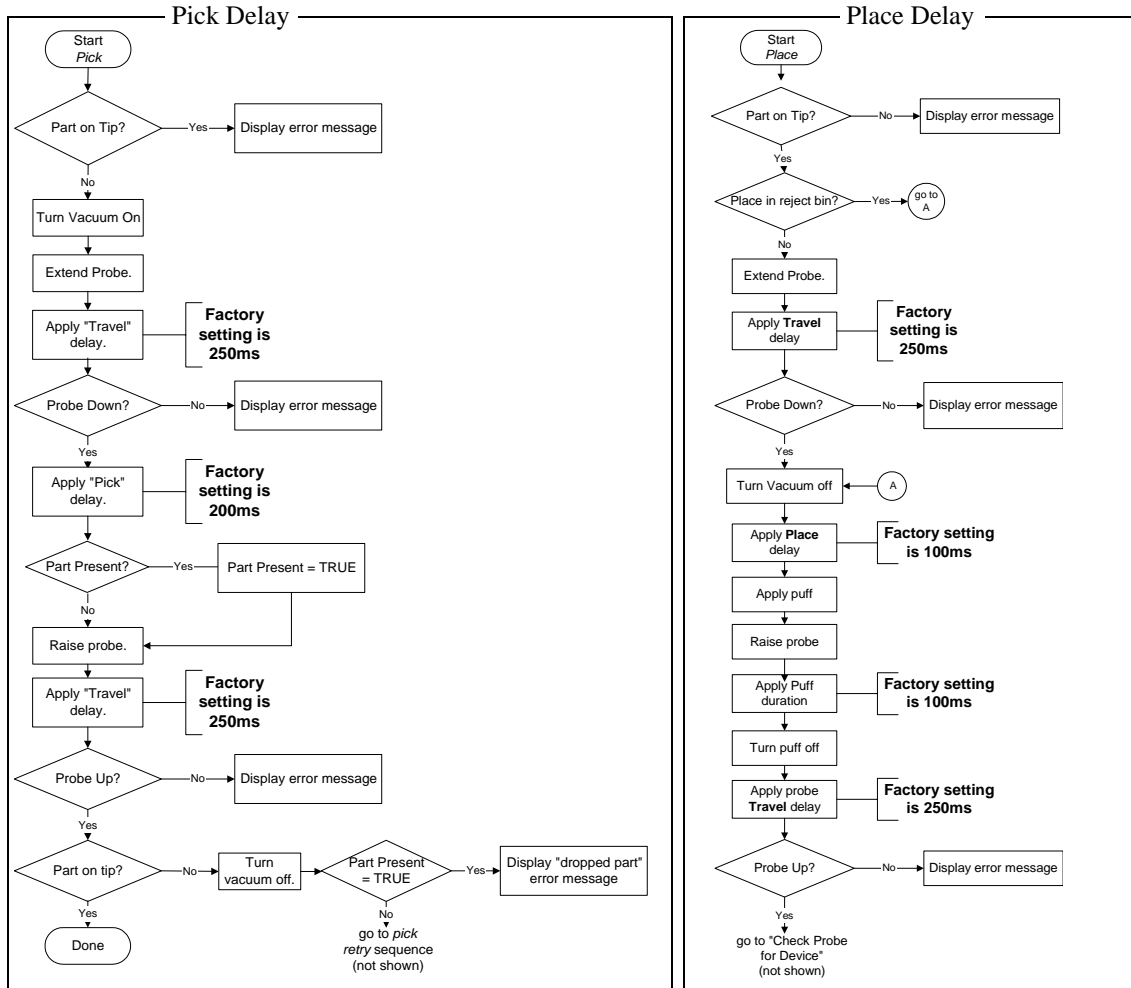 Pick Delay
Start
Pick
Part on Tip?
Yes
Display error message
No
Turn Vacuum On
Extend Probe.
Apply "Travel"
delay.
Factory
setting is
250ms
Probe Down?
No
Display error message
Yes
Apply "Pick"
delay.
Factory
setting is
200ms
Part Present?
Yes
Part Present = TRUE
No
Raise probe.
Apply "Travel"
delay.
Factory
setting is
250ms
Probe Up?
No
Display error message
Yes
Part on tip?
No
Turn
vacuum off.
Part Present
= TRUE
Yes
Display "dropped part"
error message
Yes
Done
No
go to pick
retry sequence
(not shown)
Place Delay
Start
Place
Part on Tip?
No
Display error message
Yes
Place in reject bin?
Yes
go to
A
No
Extend Probe.
Apply Travel
delay
Factory
setting is
250ms
Probe Down?
No
Display error message
Yes
Turn Vacuum off
A
Apply Place
delay
Factory setting
is 100ms
Apply puff
Raise probe
Apply Puff
duration
Factory setting
is 100ms
Turn puff off
Apply probe
Travel delay
Factory setting
is 250ms
Probe Up?
No
Display error message
Yes
go to "Check Probe
for Device"
(not shown)